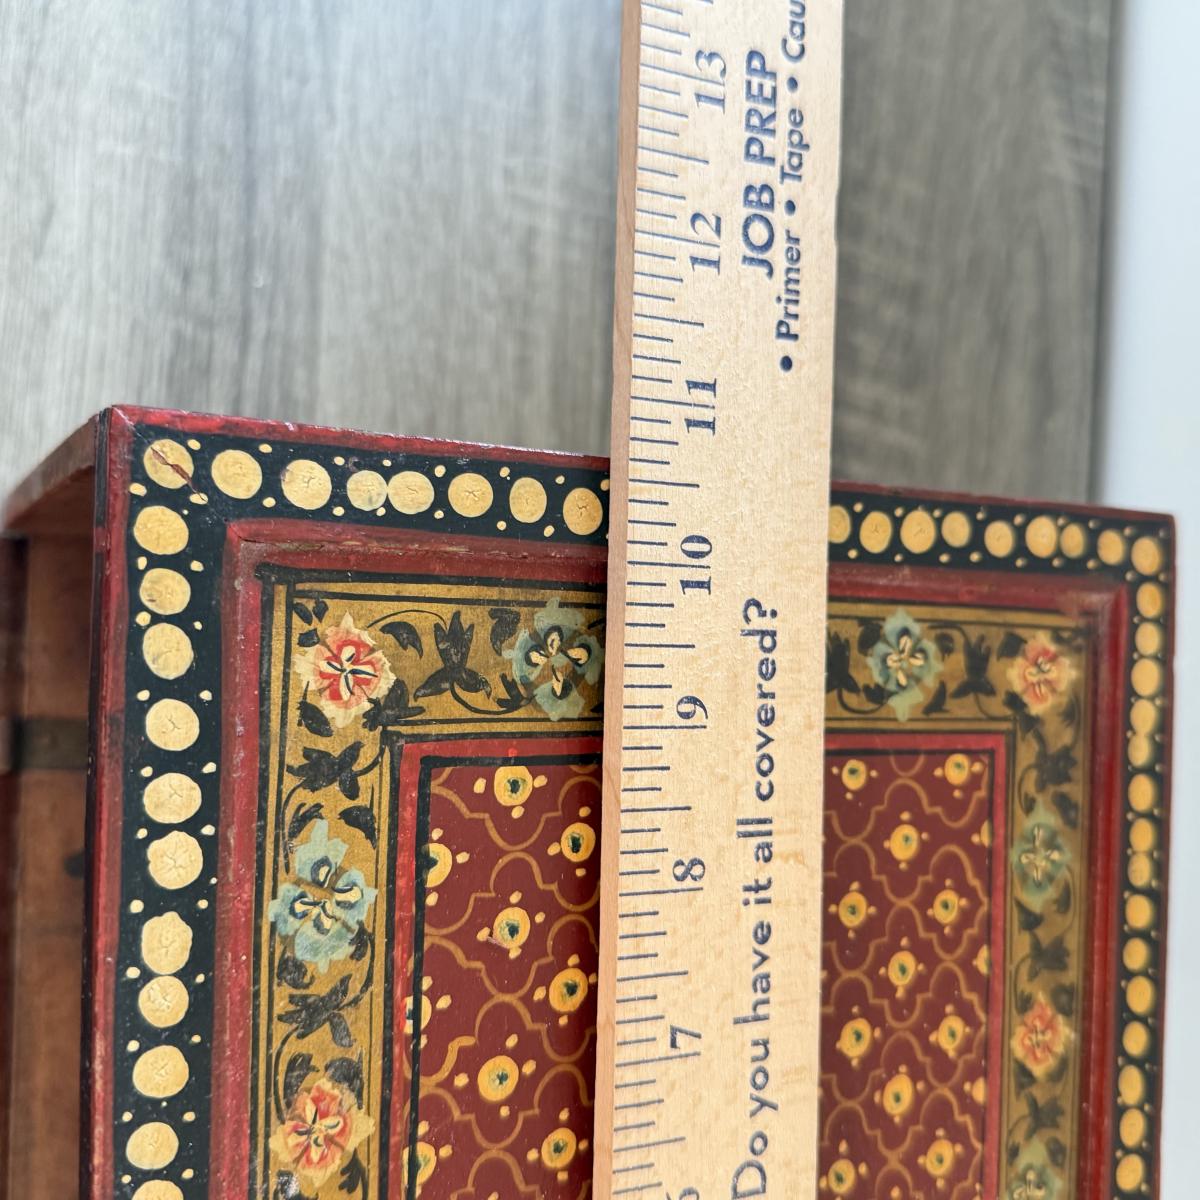 JOB PREP
• Primer • Tape • Cau
Do you have it all covered?
13
12
11
10
9
8
7